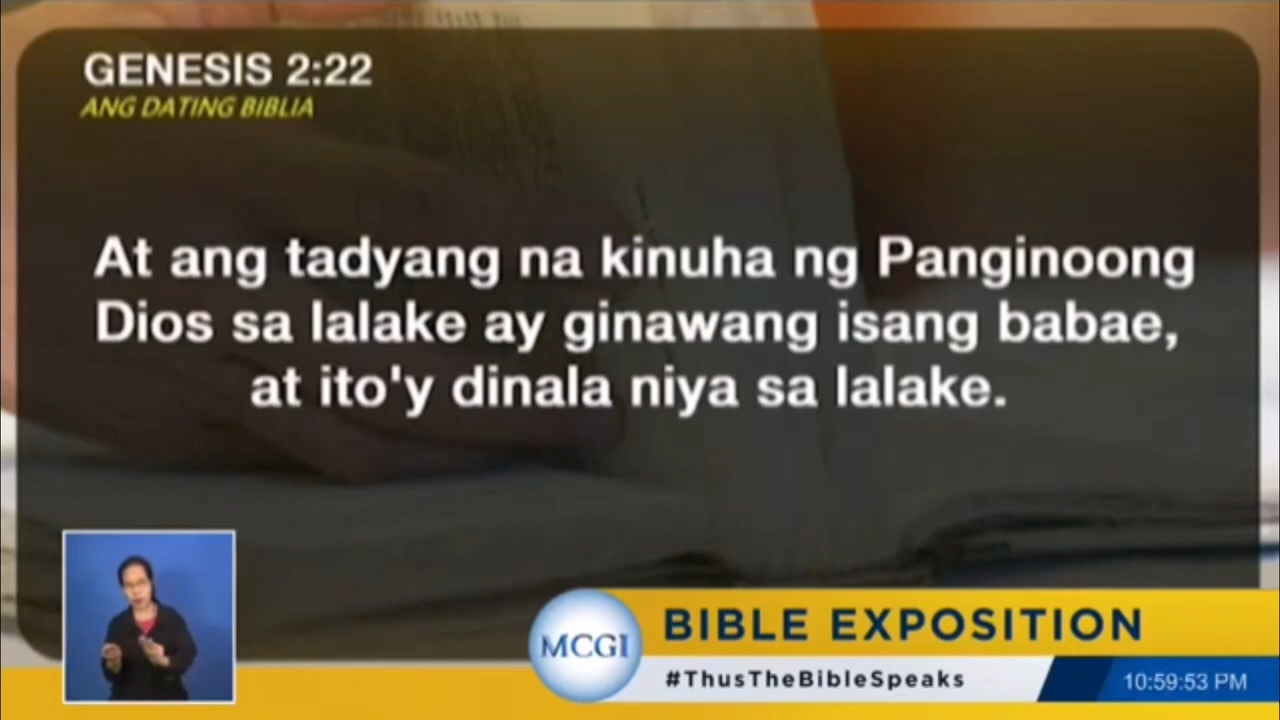 GENESIS 2:22
ANG DATING BIBLIA
At ang tadyang na kinuha ng Panginoong
Dios sa lalake ay ginawang isang babae,
at ito'y dinala niya sa lalake.
MCGI
BIBLE EXPOSITION
#ThusTheBibleSpeaks
10:59:53 PM